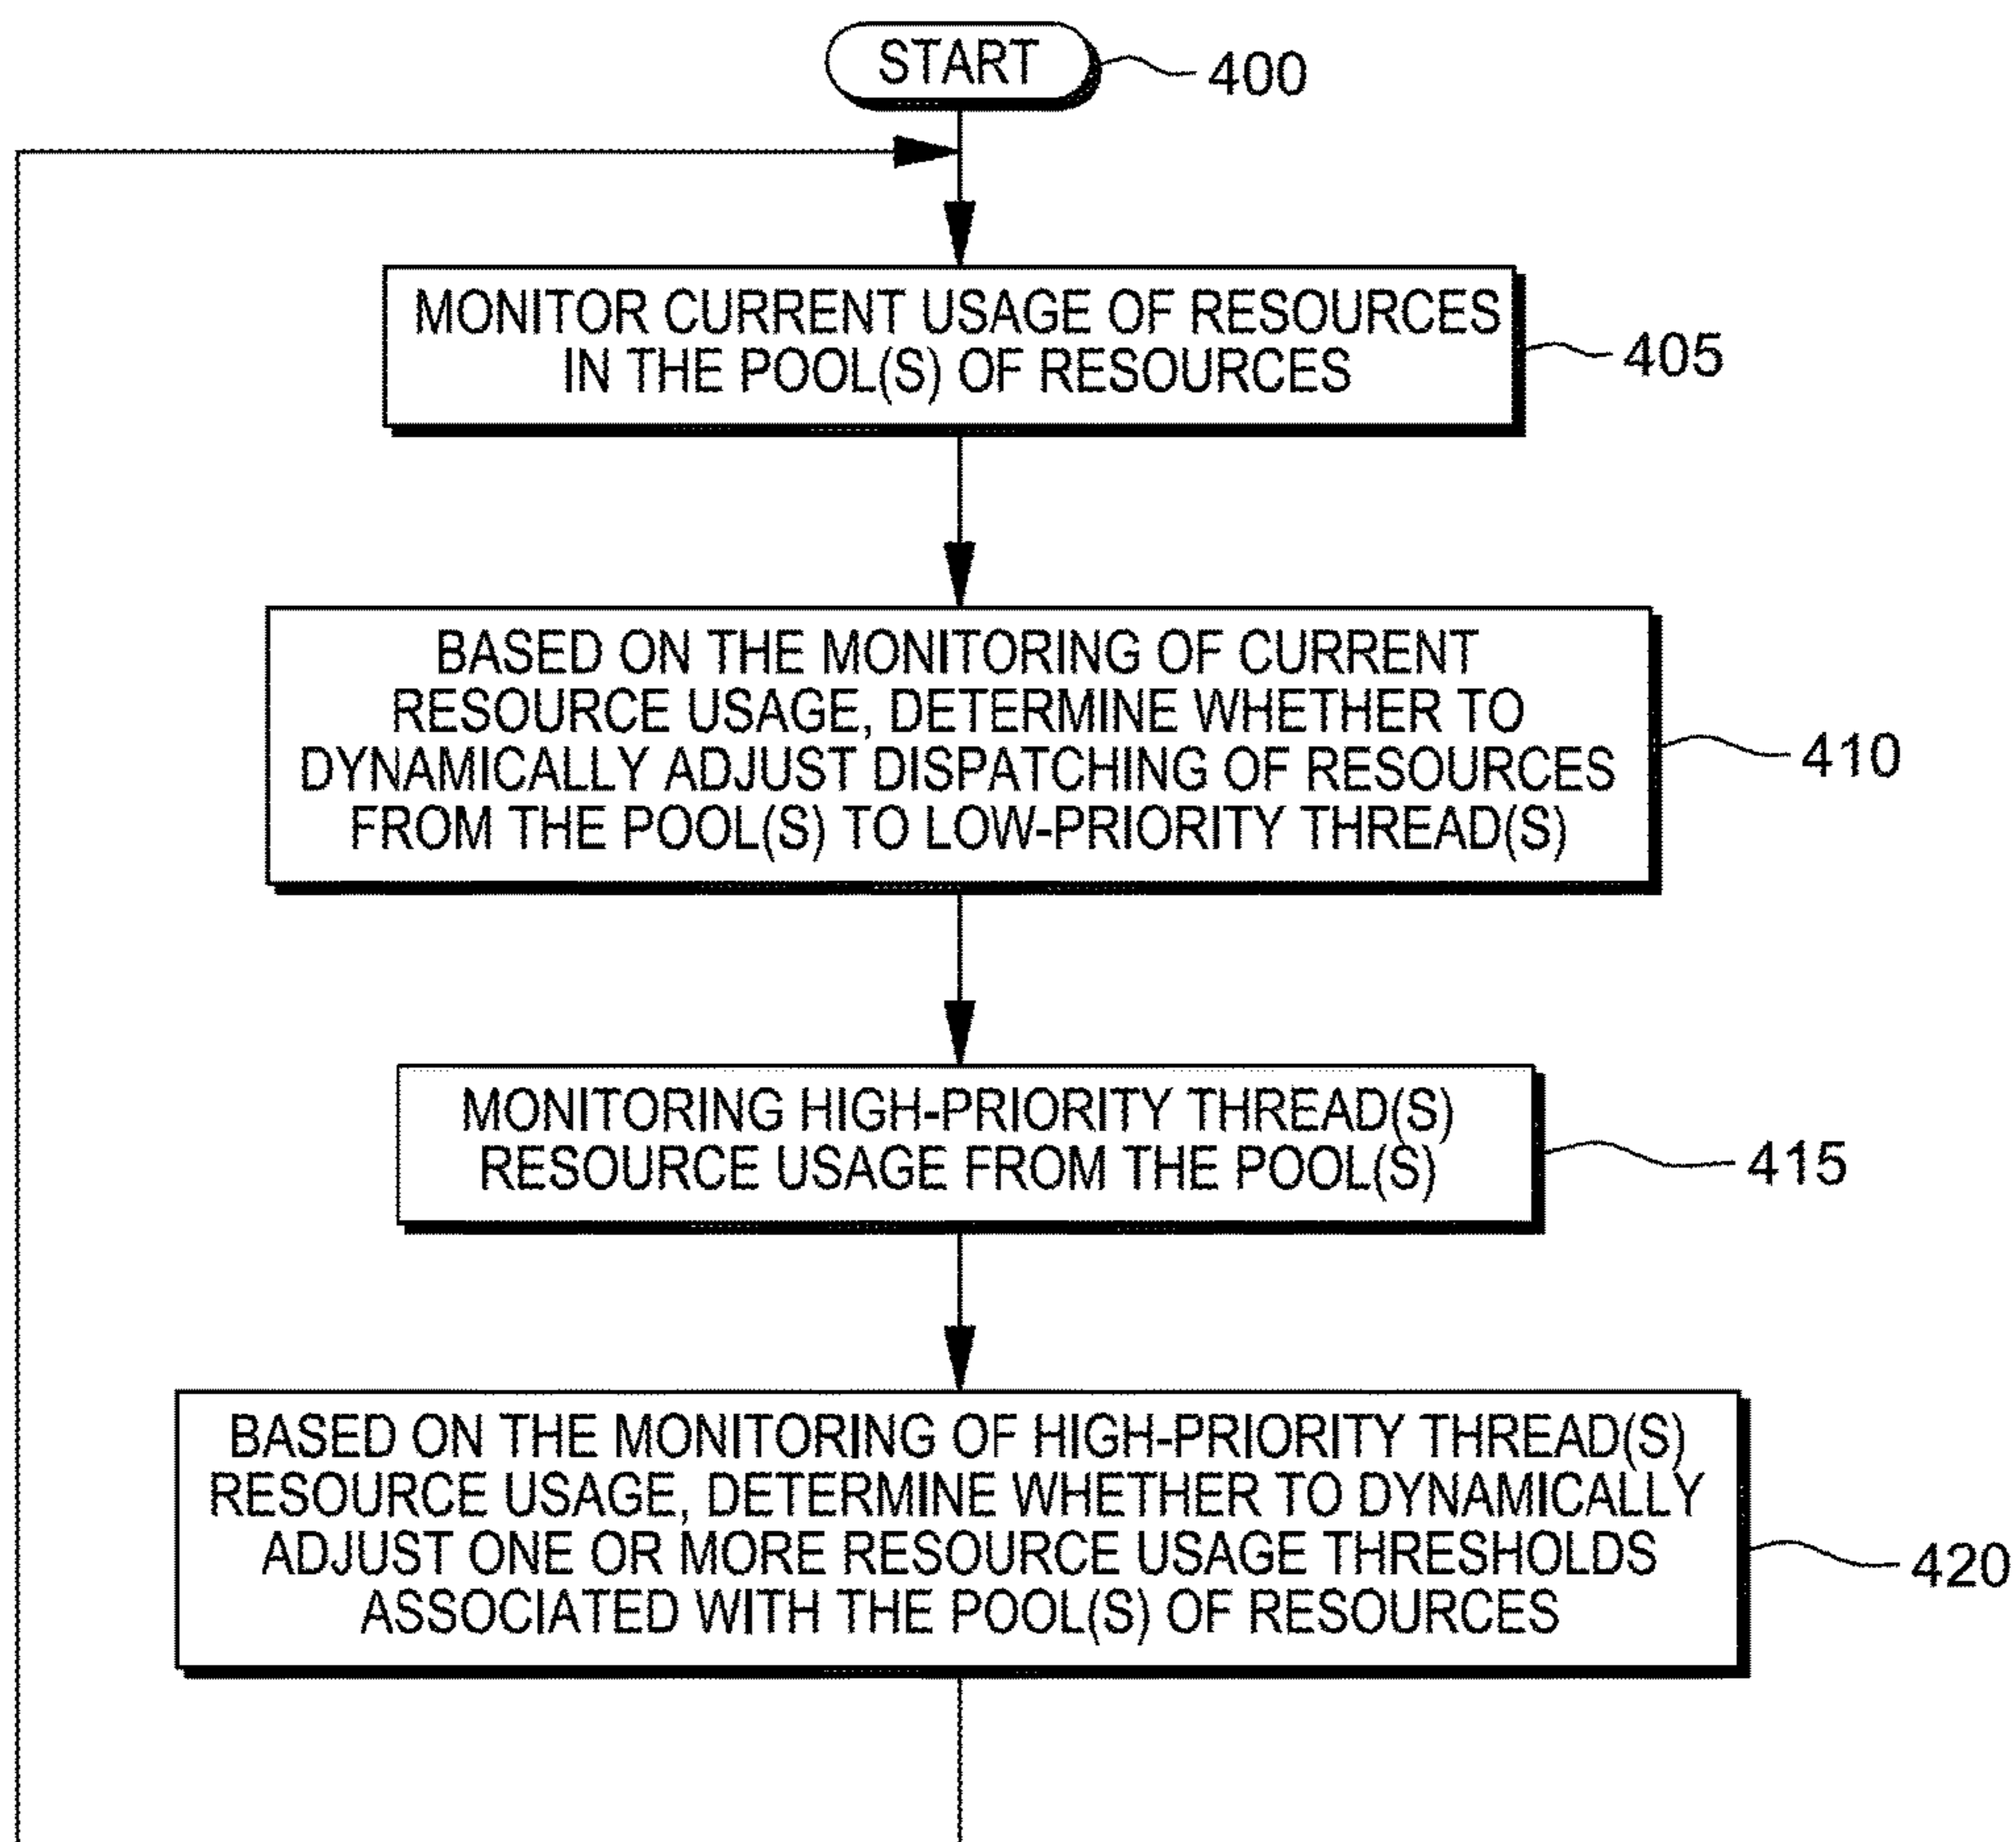 START
400
MONITOR CURRENT USAGE OF RESOURCES
IN THE POOL(S) OF RESOURCES
405
BASED ON THE MONITORING OF CURRENT
RESOURCE USAGE, DETERMINE WHETHER TO
DYNAMICALLY ADJUST DISPATCHING OF RESOURCES
FROM THE POOL(S) TO LOW-PRIORITY THREAD(S)
410
MONITORING HIGH-PRIORITY THREAD(S)
RESOURCE USAGE FROM THE POOL(S)
415
BASED ON THE MONITORING OF HIGH-PRIORITY THREAD(S)
RESOURCE USAGE, DETERMINE WHETHER TO DYNAMICALLY
ADJUST ONE OR MORE RESOURCE USAGE THRESHOLDS
ASSOCIATED WITH THE POOL(S) OF RESOURCES
420